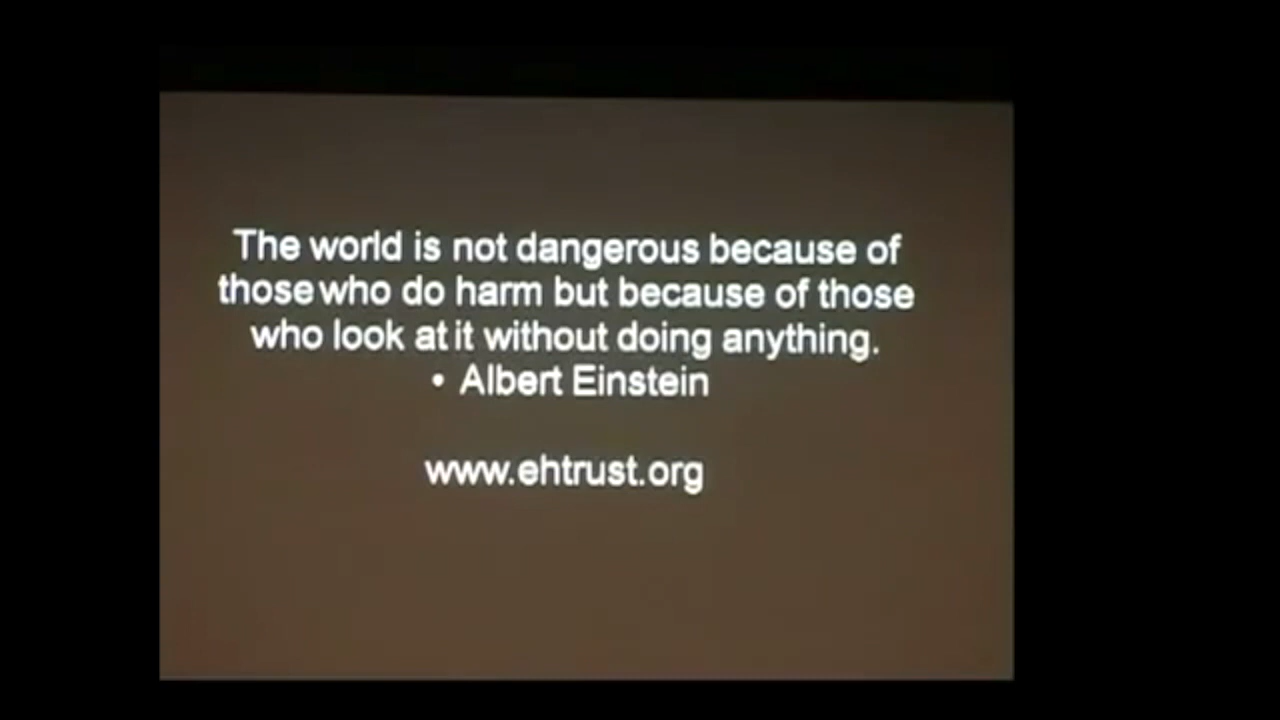 The world is not dangerous because of
those who do harm but because of those
who look at it without doing anything.
• Albert Einstein
www.ehtrust.org